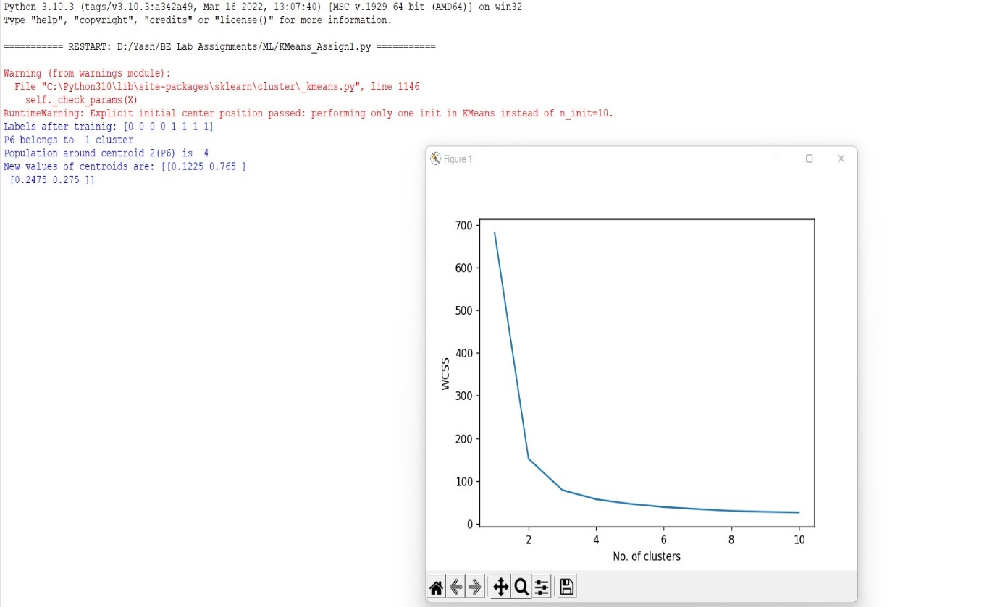 Python 3.10.3 (tags/v3.10.3:a342a49, Mar 16 2022, 13:07:40) [MSC v.1929 64 bit (AMD64)] on win32
Type "help", "copyright", "credits" or "license()" for more information.
=========== RESTART: D:/Yash/BE Lab Assignments/ML/KMeans_Assign1.py ===========
Warning (from warnings module):
  File "C:\Python310\lib\site-packages\sklearn\cluster\_kmeans.py", line 1146
    self._check_params(X)
RuntimeWarning: Explicit initial center position passed: performing only one init in KMeans instead of n_init=10.
Labels after trainig: [0 0 0 0 1 1 1 1]
P6 belongs to  1 cluster
Population around centroid 2(P6) is  4
New values of centroids are: [[0.1225 0.765 ]
 [0.2475 0.275 ]]
Figure 1
700
600
500
400
300
200
100
0
WCSS
2 4 6 8 10
No. of clusters